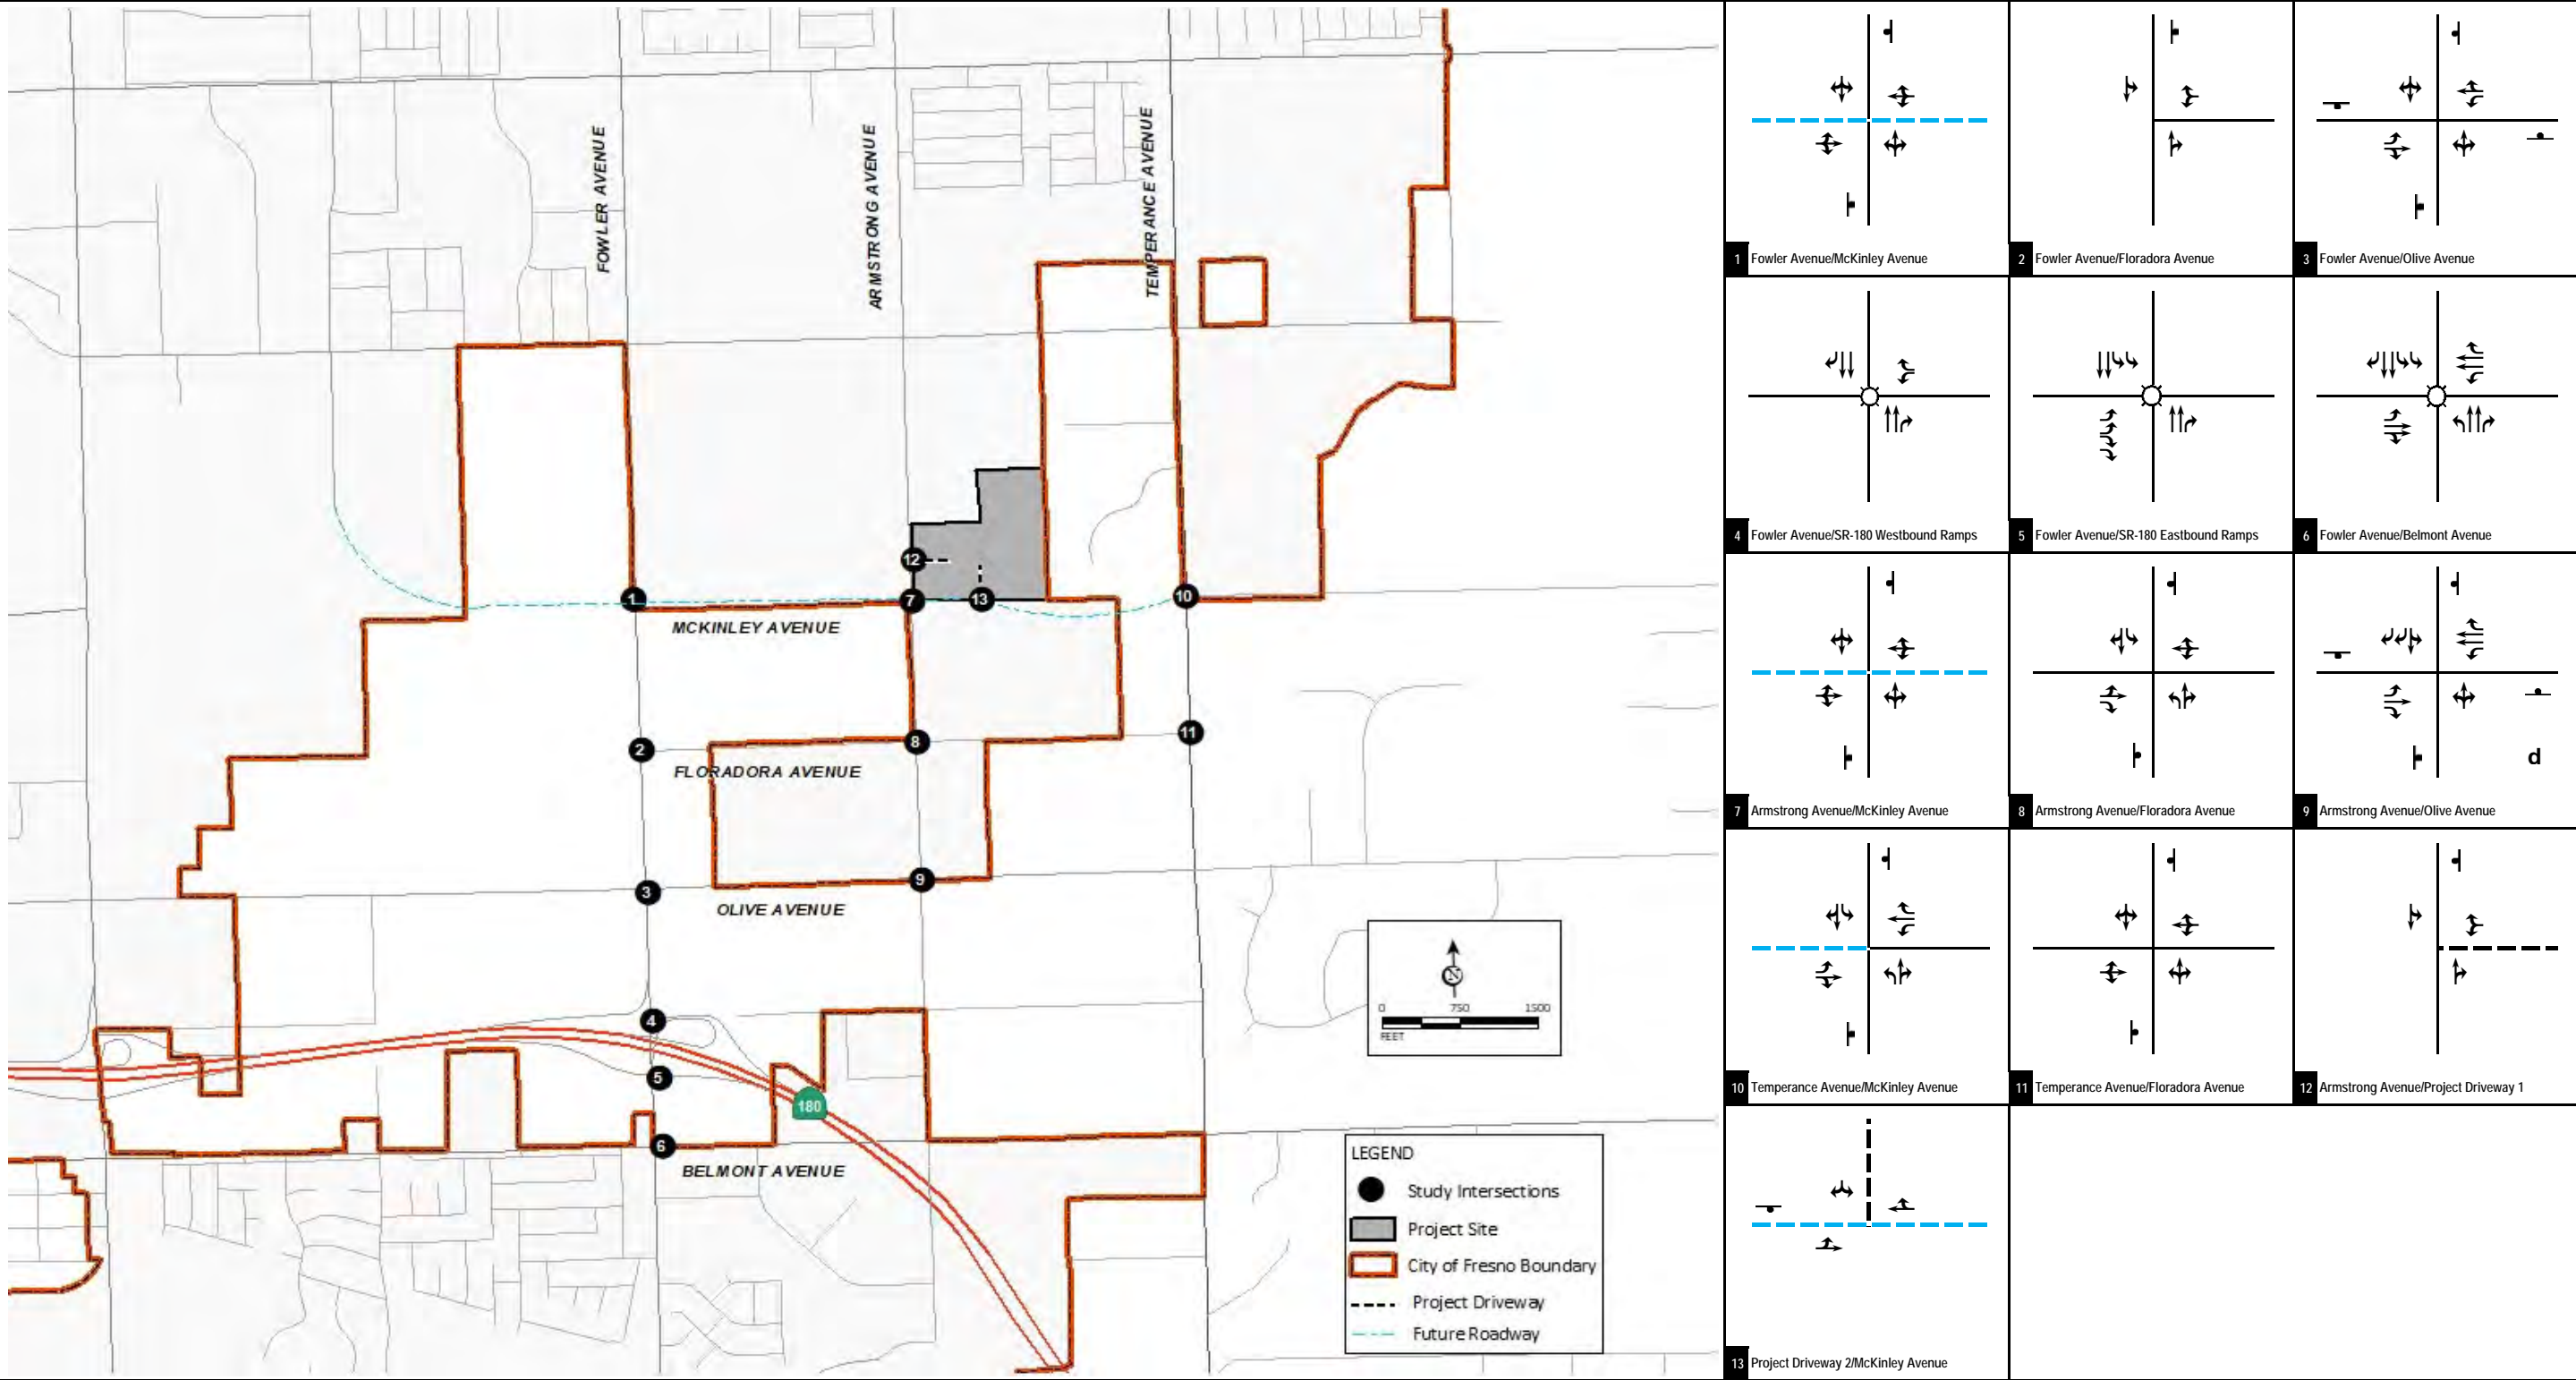 FOWLER AVENUE
ARMSTRONG AVENUE
TEMPERANCE AVENUE
12
1
7
13
10
MCKINLEY AVENUE
2
8
11
FLORADORA AVENUE
3
9
OLIVE AVENUE
4
5
180
6
BELMONT AVENUE
N
0 750 1500
FEET
LEGEND
Study Intersections
Project Site
City of Fresno Boundary
Project Driveway
Future Roadway
1 Fowler Avenue/McKinley Avenue
2 Fowler Avenue/Floradora Avenue
3 Fowler Avenue/Olive Avenue
4 Fowler Avenue/SR-180 Westbound Ramps
5 Fowler Avenue/SR-180 Eastbound Ramps
6 Fowler Avenue/Belmont Avenue
d
7 Armstrong Avenue/McKinley Avenue
8 Armstrong Avenue/Floradora Avenue
9 Armstrong Avenue/Olive Avenue
10 Temperance Avenue/McKinley Avenue
11 Temperance Avenue/Floradora Avenue
12 Armstrong Avenue/Project Driveway 1
13 Project Driveway 2/McKinley Avenue